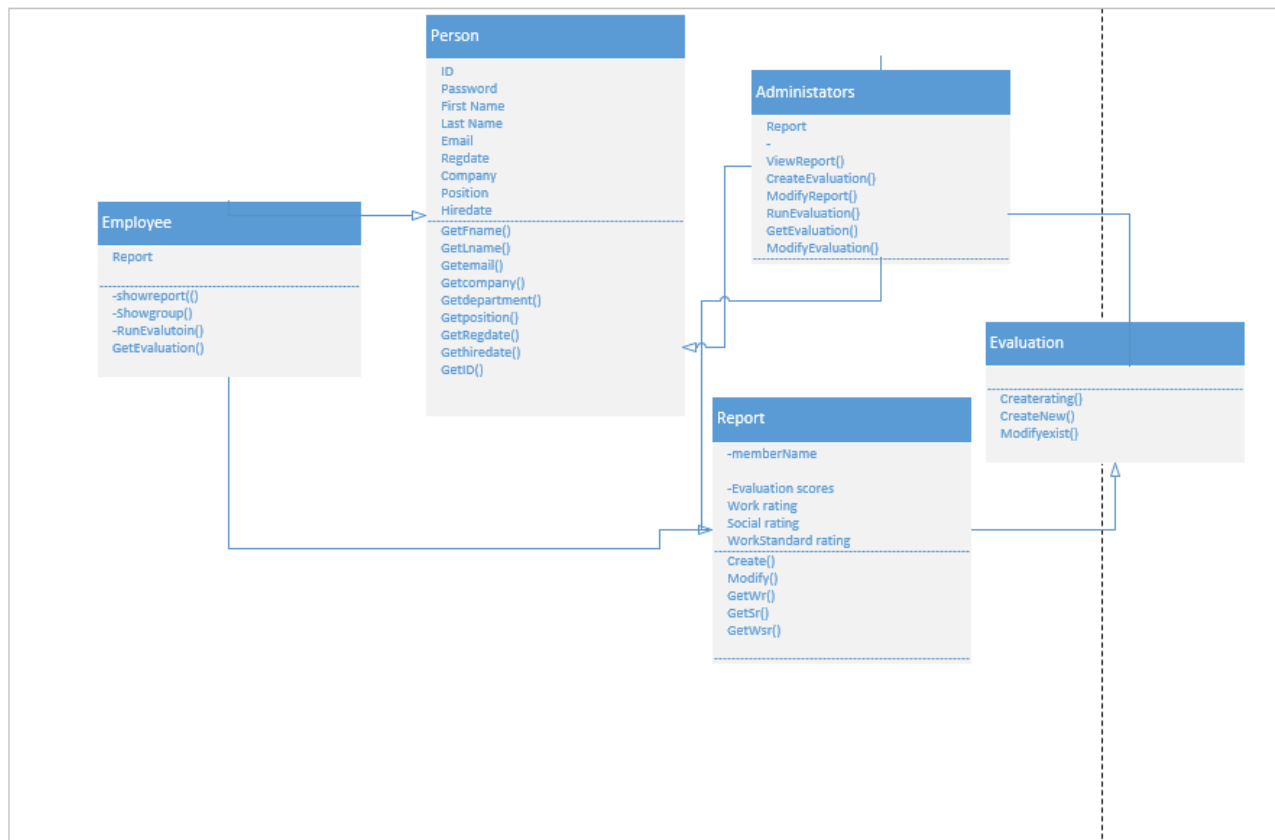 Person
ID
Password
First Name
Last Name
Email
Regdate
Company
Position
Hiredate
GetFname()
GetLname()
Getemail()
Getcompany()
Getdepartment()
Getposition()
GetRegdate()
Gethiredate()
GetID()
Administators
Report
-
ViewReport()
CreateEvaluation()
ModifyReport()
RunEvaluation()
GetEvaluation()
ModifyEvaluation()
Employee
Report
-showreport(()
-Showgroup()
-RunEvalutoin()
GetEvaluation()
Evaluation
Createrating()
CreateNew()
Modifyexist()
Report
-memberName
-Evaluation scores
Work rating
Social rating
WorkStandard rating
Create()
Modify()
GetWr()
GetSr()
GetWsr()